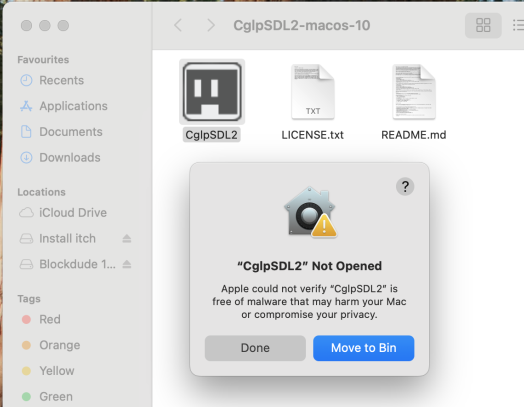 CglpSDL2-macos-10
Favourites
Recents
Applications
Documents
Downloads
Locations
iCloud Drive
Install itch
Blockdude 1...
Tags
Red
Orange
Yellow
Green
CglpSDL2
TXT
LICENSE.txt
README.md
?
“CglpSDL2” Not Opened
Apple could not verify “CglpSDL2” is
free of malware that may harm your Mac
or compromise your privacy.
Done
Move to Bin